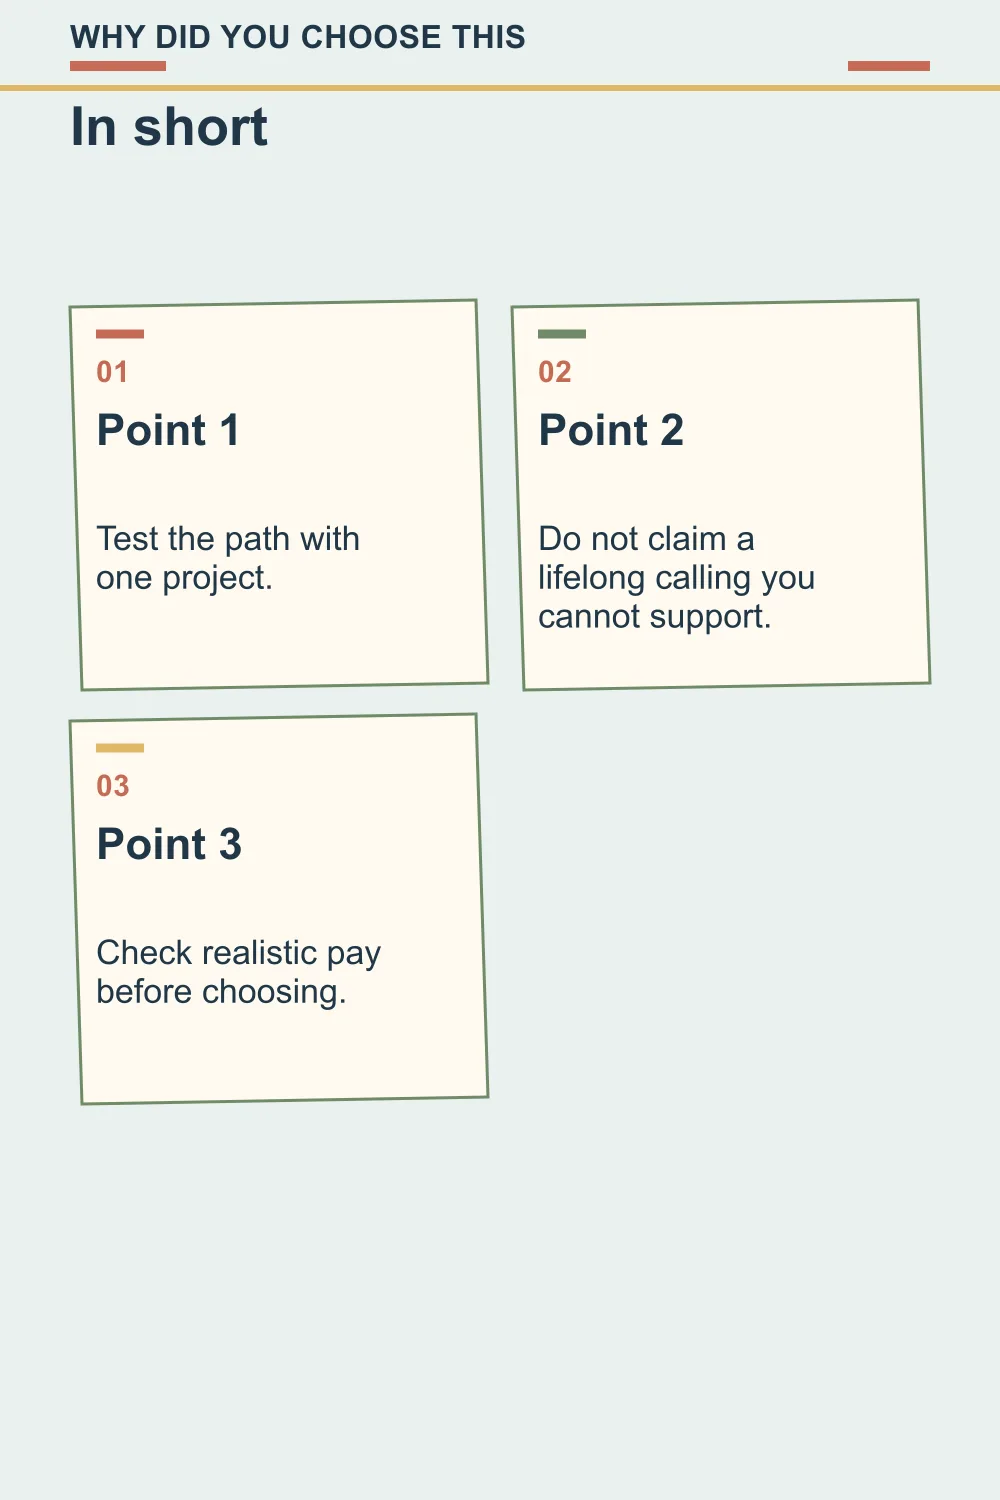 WHY DID YOU CHOOSE THIS
In short
01
Point 1
Test the path with
one project.
02
Point 2
Do not claim a
lifelong calling you
cannot support.
03
Point 3
Check realistic pay
before choosing.